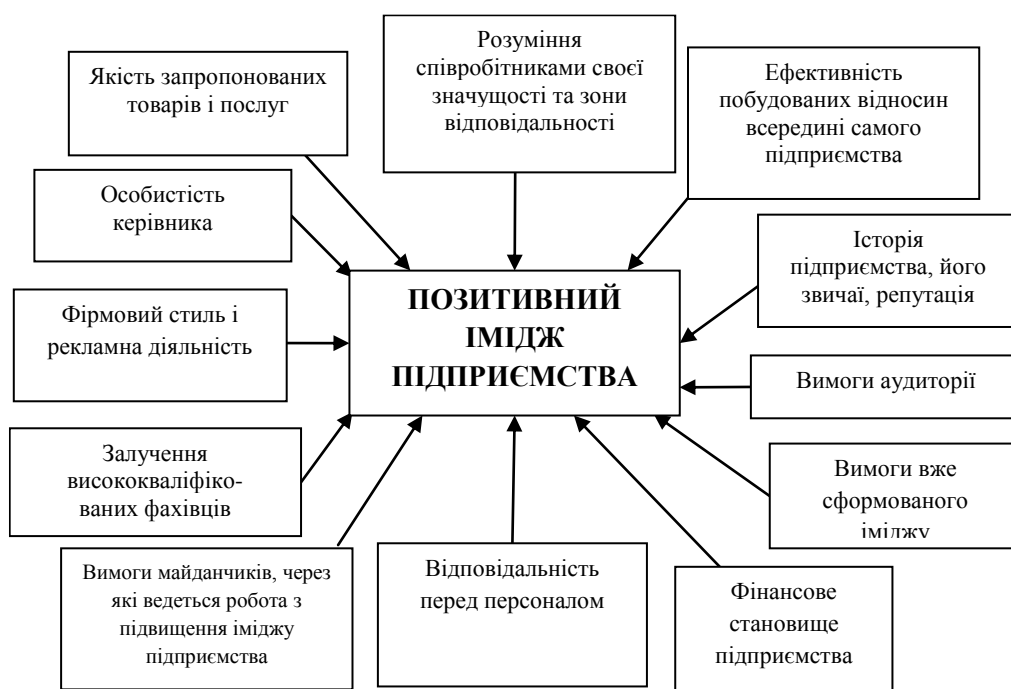 Якість запропонованих
товарів і послуг
Розуміння
співробітниками своєї
значущості та зони
відповідальності
Ефективність
побудованих відносин
всередині самого
підприємства
Особистість
керівника
Історія
підприємства, його
звичаї, репутація
ПОЗИТИВНИЙ
ІМІДЖ
ПІДПРИЄМСТВА
Фірмовий стиль і
рекламна діяльність
Вимоги аудиторії
Залучення
висококваліфіко-
ваних фахівців
Вимоги вже
сформованого
іміджу
Вимоги майданчиків, через
які ведеться робота з
підвищення іміджу
підприємства
Відповідальність
перед персоналом
Фінансове
становище
підприємства